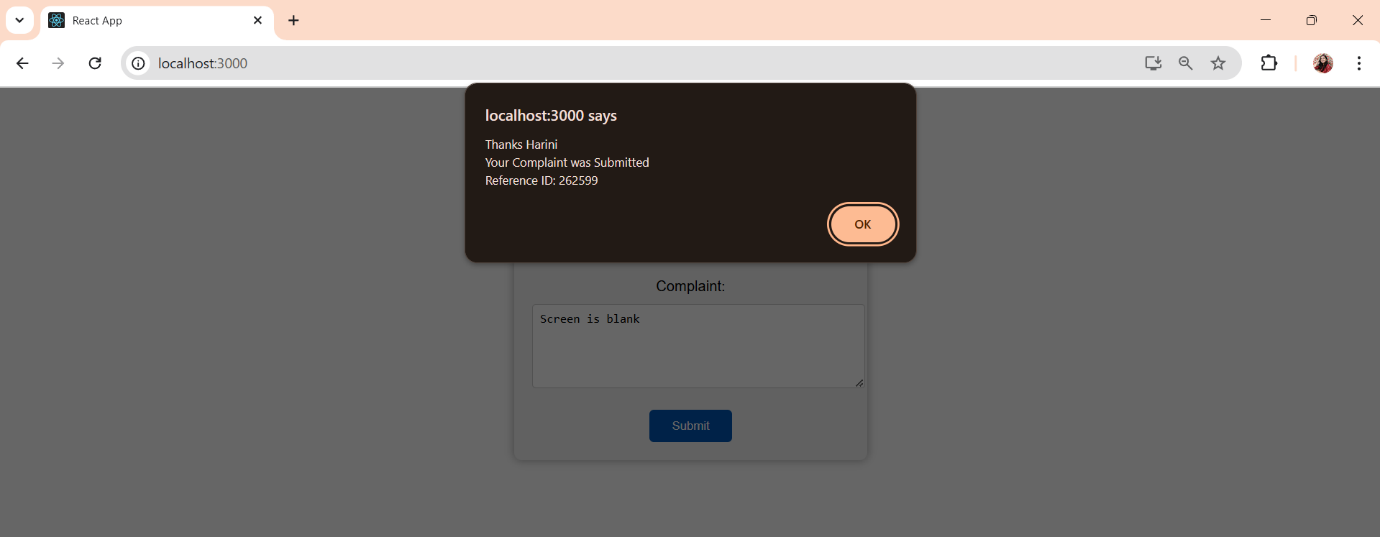 React App
localhost:3000
localhost:3000 says
Thanks Harini
Your Complaint was Submitted
Reference ID: 262599
OK
Complaint:
Screen is blank
Submit